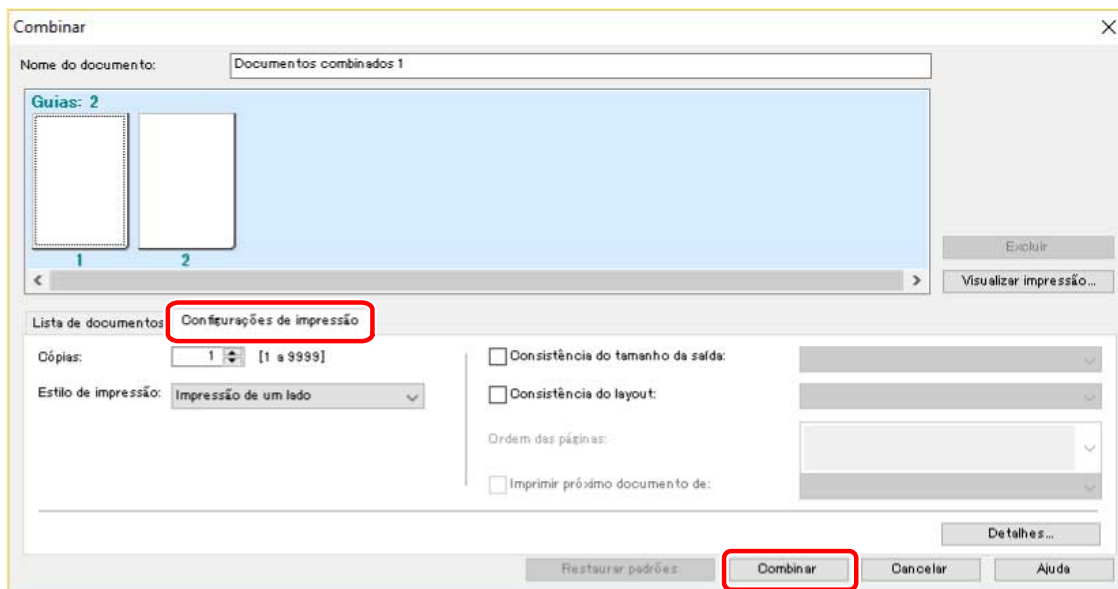 Combinar
Nome do documento: Documentos combinados 1
Guias: 2
1 2
Excluir
Visualizar impressão...
Lista de documentos Configurações de impressão
Cópias: 1 [1 a 9999] Consistência do tamanho da saída:
Estilo de impressão: Impressão de um lado Consistência do layout:
Ordem das páginas:
Imprimir próximo documento de:
Detalhes...
Restaurar padrões Combinar Cancelar Ajuda